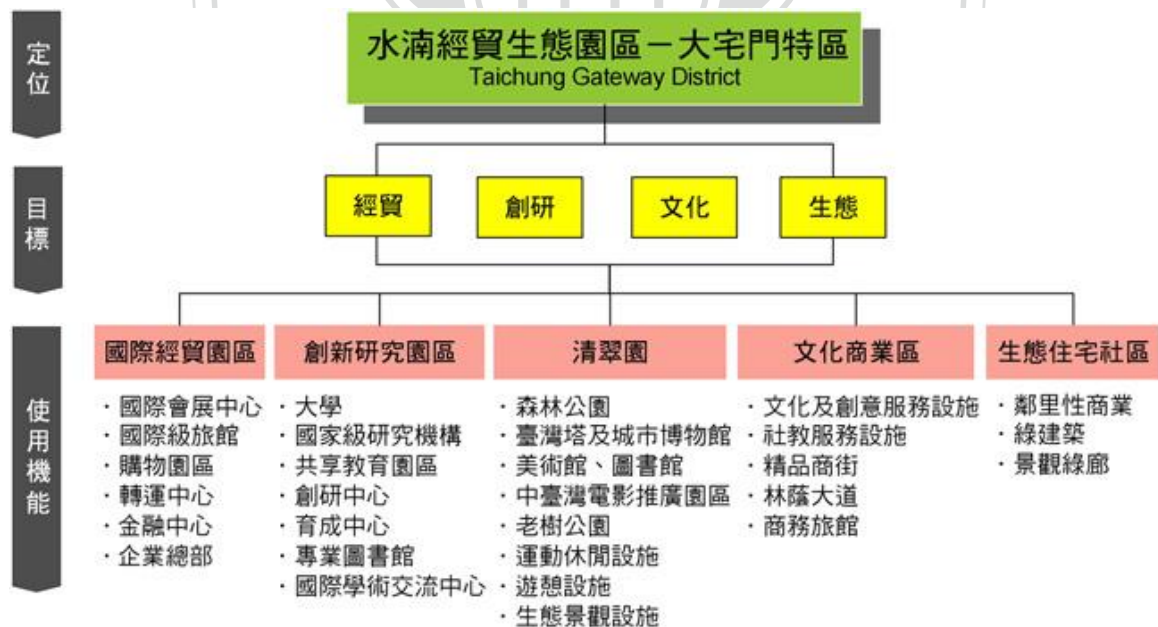 定位
水湳經貿生態園區－大宅門特區
Taichung Gateway District
目標
經貿
創研
文化
生態
使用機能
國際經貿園區
・國際會展中心
・國際級旅館
・購物園區
・轉運中心
・金融中心
・企業總部
創新研究園區
・大學
・國家級研究機構
・共享教育園區
・創研中心
・育成中心
・專業圖書館
・國際學術交流中心
清翠園
・森林公園
・臺灣塔及城市博物館
・美術館、圖書館
・中臺灣電影推廣園區
・老樹公園
・運動休閒設施
・遊憩設施
・生態景觀設施
文化商業區
・文化及創意服務設施
・社教服務設施
・精品商街
・林蔭大道
・商務旅館
生態住宅社區
・鄰里性商業
・綠建築
・景觀綠廊